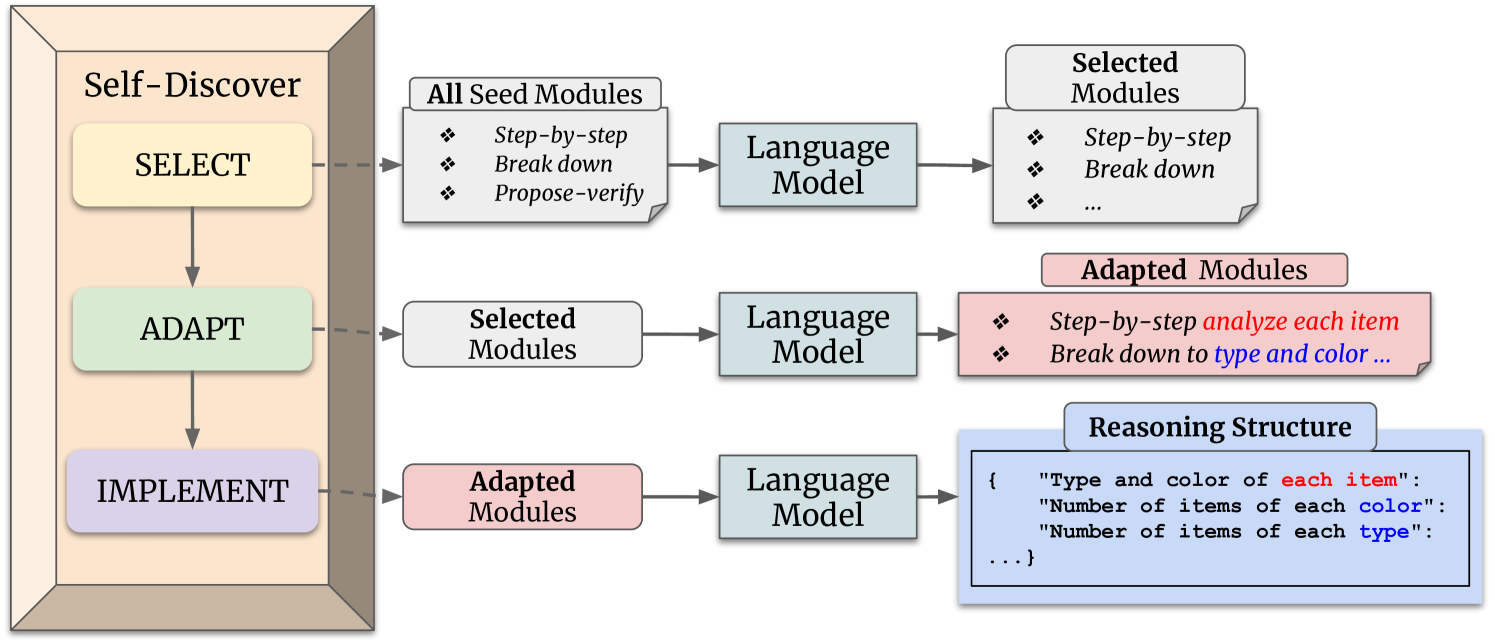 Self-Discover
SELECT
ADAPT
IMPLEMENT
All Seed Modules
❖ Step-by-step
❖ Break down
❖ Propose-verify
Language
Model
Selected
Modules
❖ Step-by-step
❖ Break down
❖ ...
Selected
Modules
Language
Model
Adapted Modules
❖ Step-by-step analyze each item
❖ Break down to type and color ...
Adapted
Modules
Language
Model
Reasoning Structure
{ "Type and color of each item":
"Number of items of each color":
"Number of items of each type":
...}